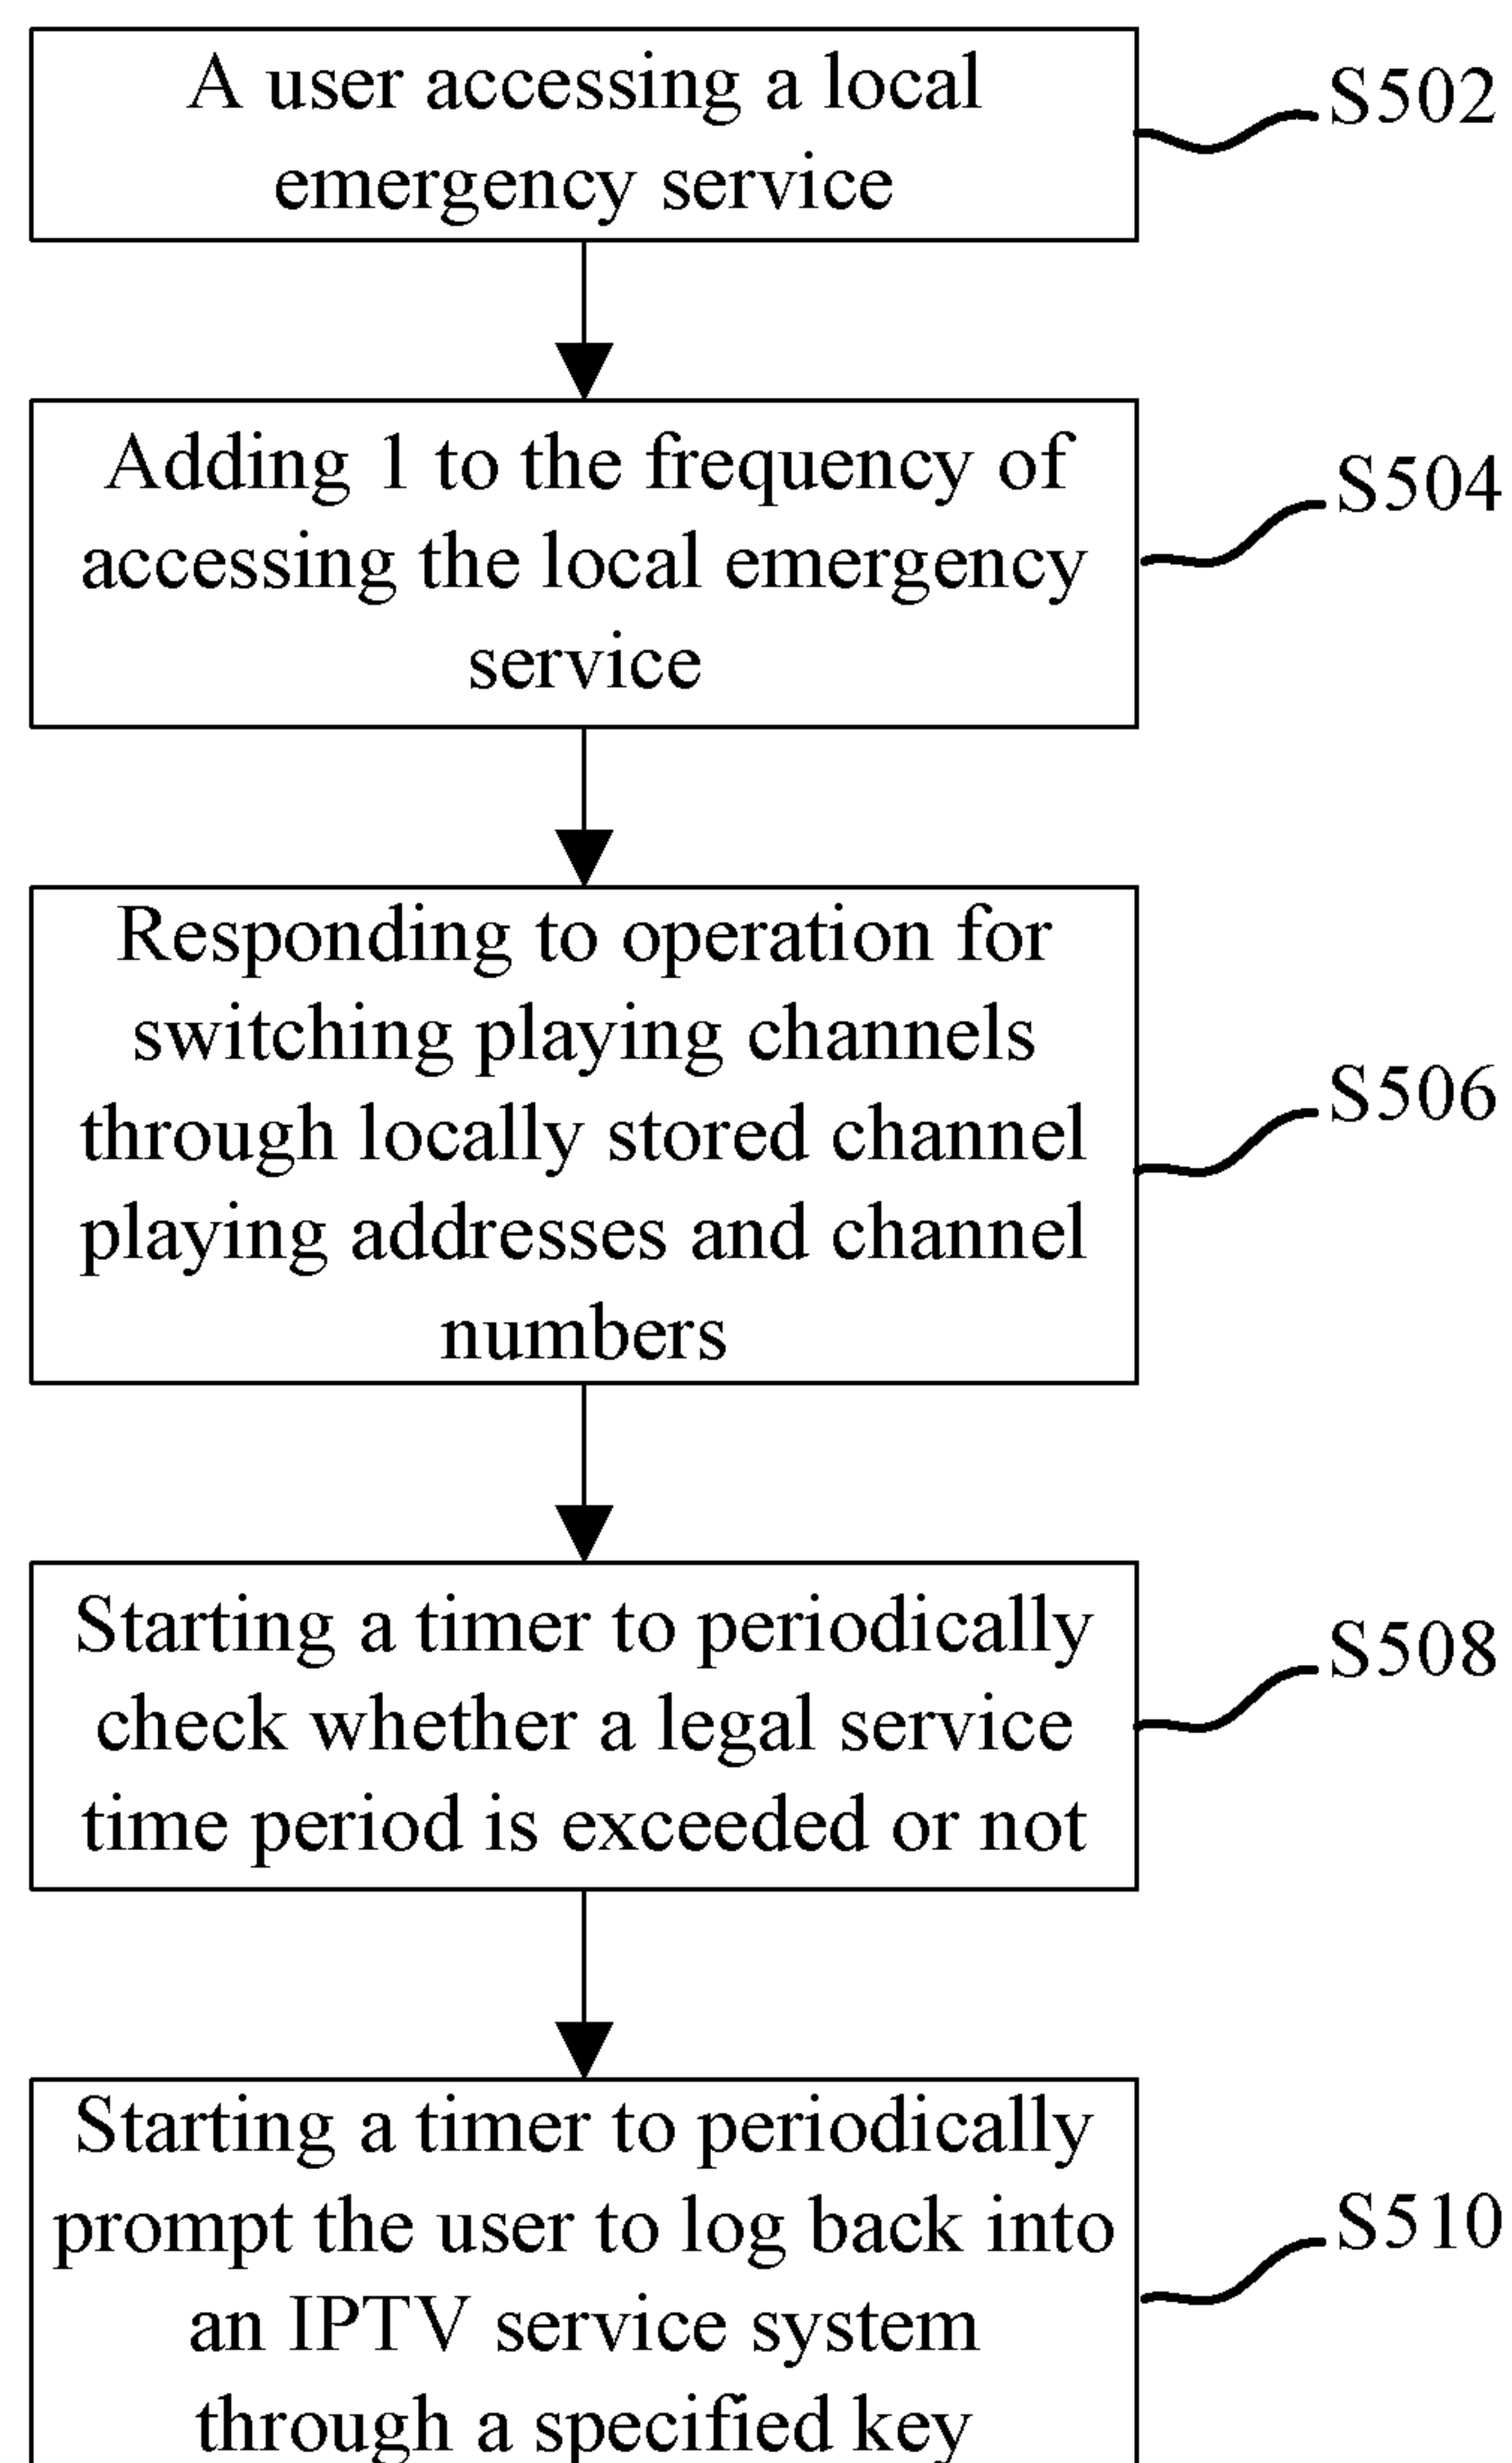 A user accessing a local
emergency service
S502
Adding 1 to the frequency of
accessing the local emergency
service
S504
Responding to operation for
switching playing channels
through locally stored channel
playing addresses and channel
numbers
S506
Starting a timer to periodically
check whether a legal service
time period is exceeded or not
S508
Starting a timer to periodically
prompt the user to log back into
an IPTV service system
through a specified key
S510